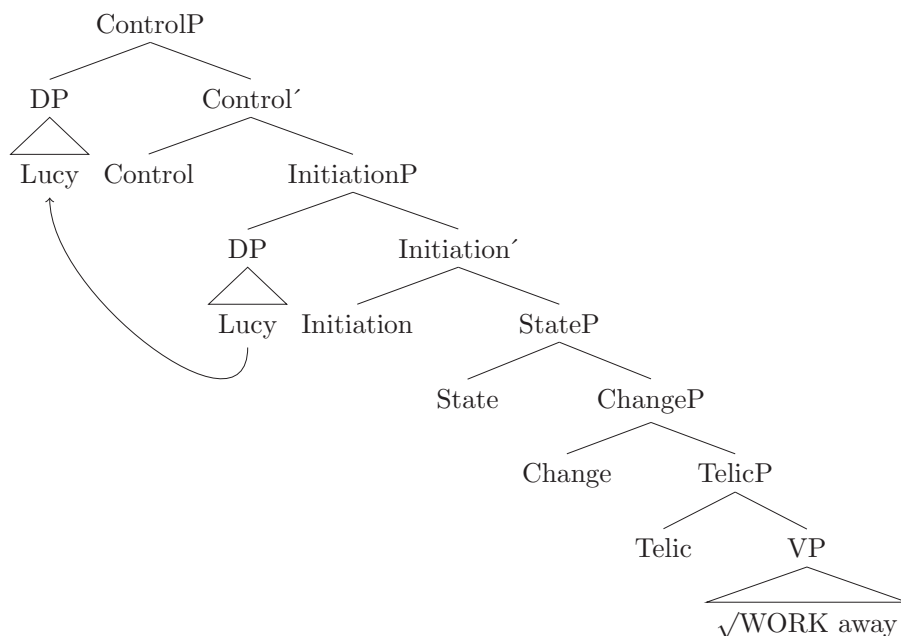 ControlP
DP Control´
Lucy Control InitiationP
DP Initiation´
Lucy Initiation StateP
State ChangeP
Change TelicP
Telic VP
√WORK away